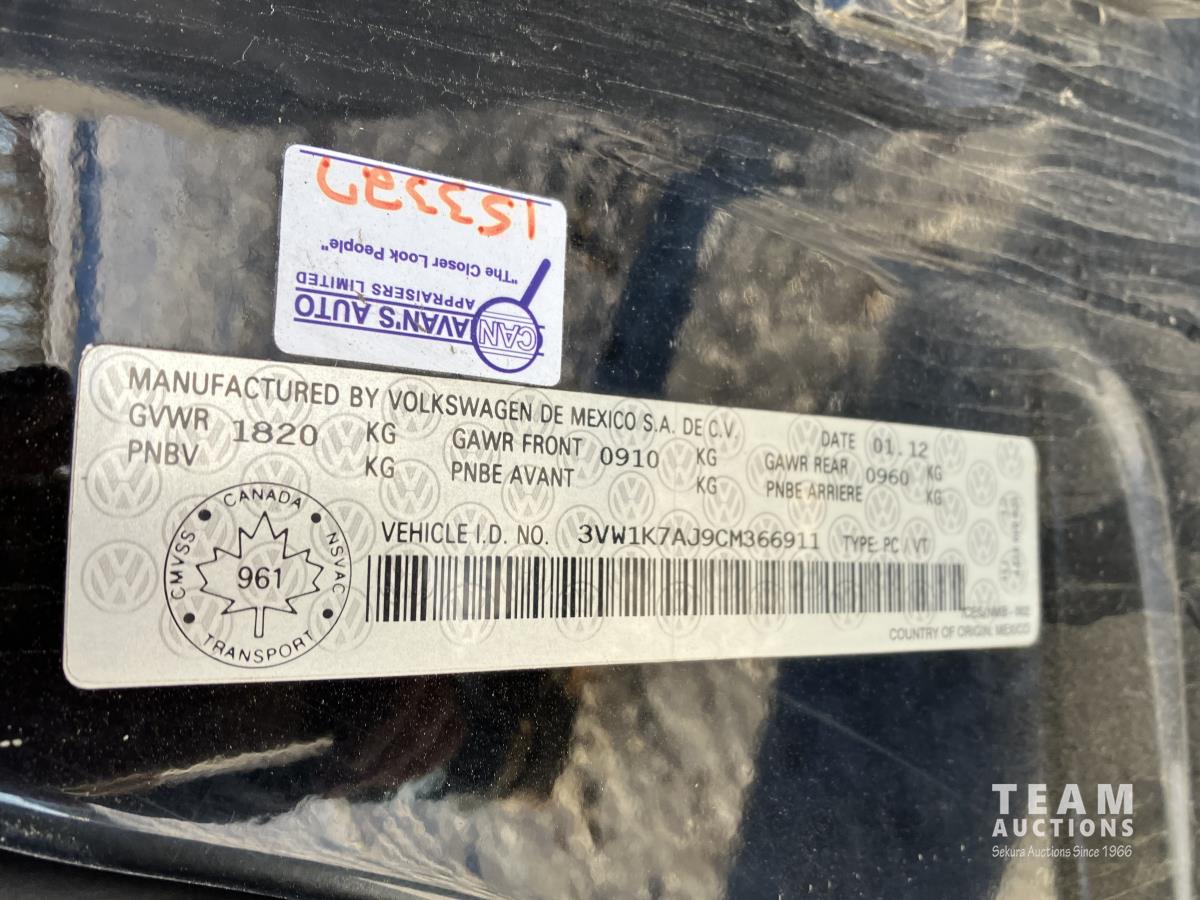 153327
"The Closer Look People"
CAN
AVAN'S AUTO
APPRAISERS LIMITED
MANUFACTURED BY VOLKSWAGEN DE MEXICO S.A. DE C.V.
GVWR 1820 KG GAWR FRONT 0910 KG DATE 01.12
PNBV KG PNBE AVANT KG GAWR REAR 0960 KG
PNBE ARRIERE KG
VEHICLE I.D. NO. 3VW1K7AJ9CM366911 TYPE: PC / VT
CANADA
CMVSS 961 NSVAC
TRANSPORT
COUNTRY OF ORIGIN: MEXICO
TEAM
AUCTIONS
Sekura Auctions Since 1966